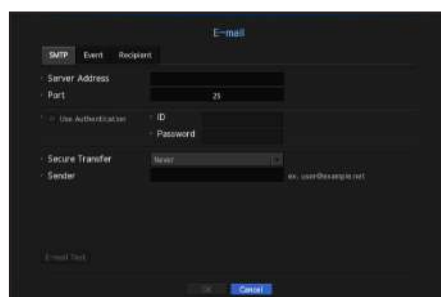 E-mail
SMTP Event Recipient
Server Address
Port 25
Use Authentication ID
Password
Secure Transfer Never
Sender ex. user@example.net
E-mail Test
OK Cancel